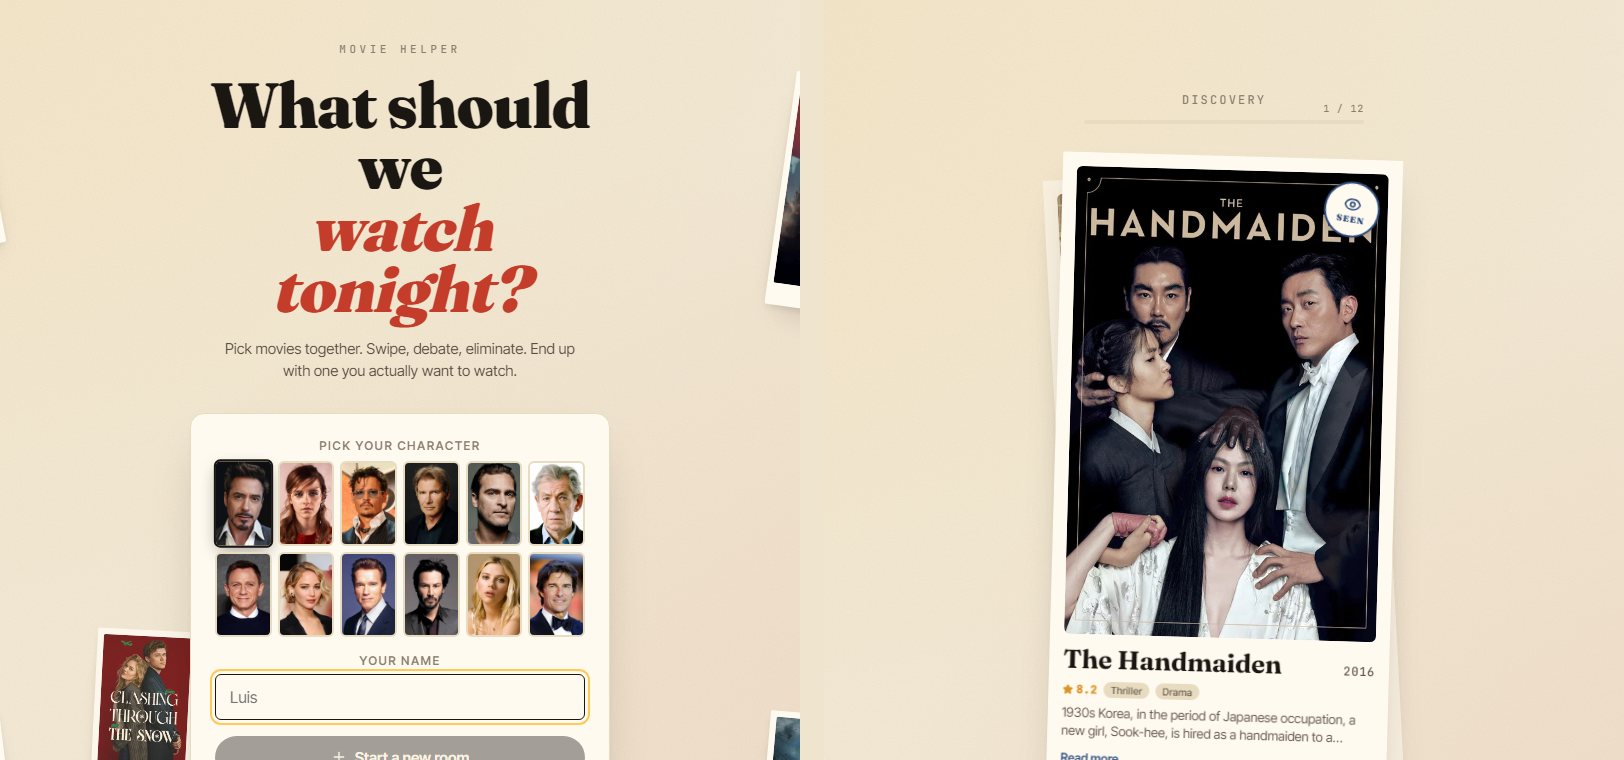 MOVIE HELPER
What should
we
watch
tonight?
Pick movies together. Swipe, debate, eliminate. End up
with one you actually want to watch.
PICK YOUR CHARACTER
YOUR NAME
Luis
+ Start a new room
CLASHING
THROUGH
THE SNOW
DISCOVERY
1 / 12
THE
HANDMAIDEN
SEEN
The Handmaiden
2016
8.2
Thriller
Drama
1930s Korea, in the period of Japanese occupation, a
new girl, Sook-hee, is hired as a handmaiden to a...
Read more